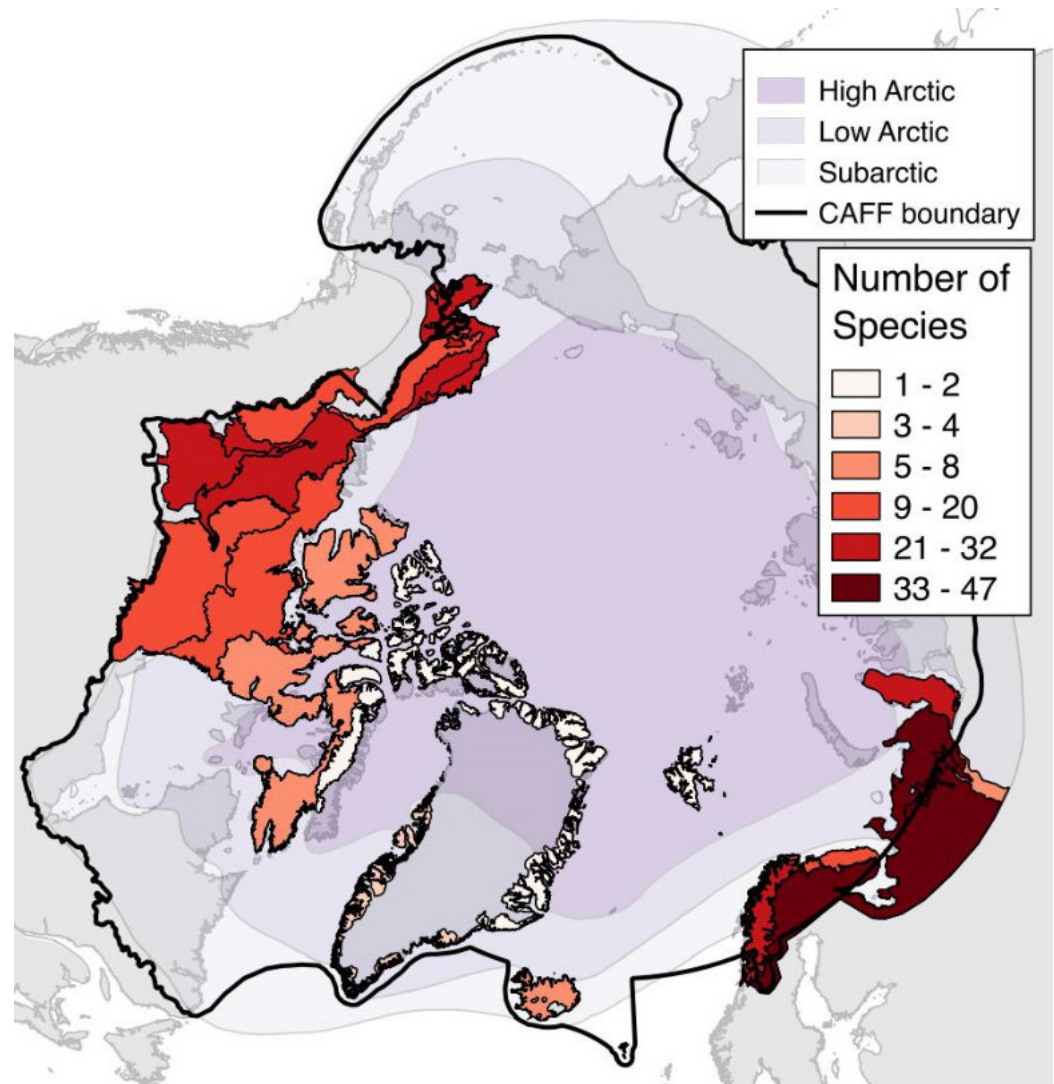 High Arctic
Low Arctic
Subarctic
CAFF boundary
Number of
Species
1 - 2
3 - 4
5 - 8
9 - 20
21 - 32
33 - 47